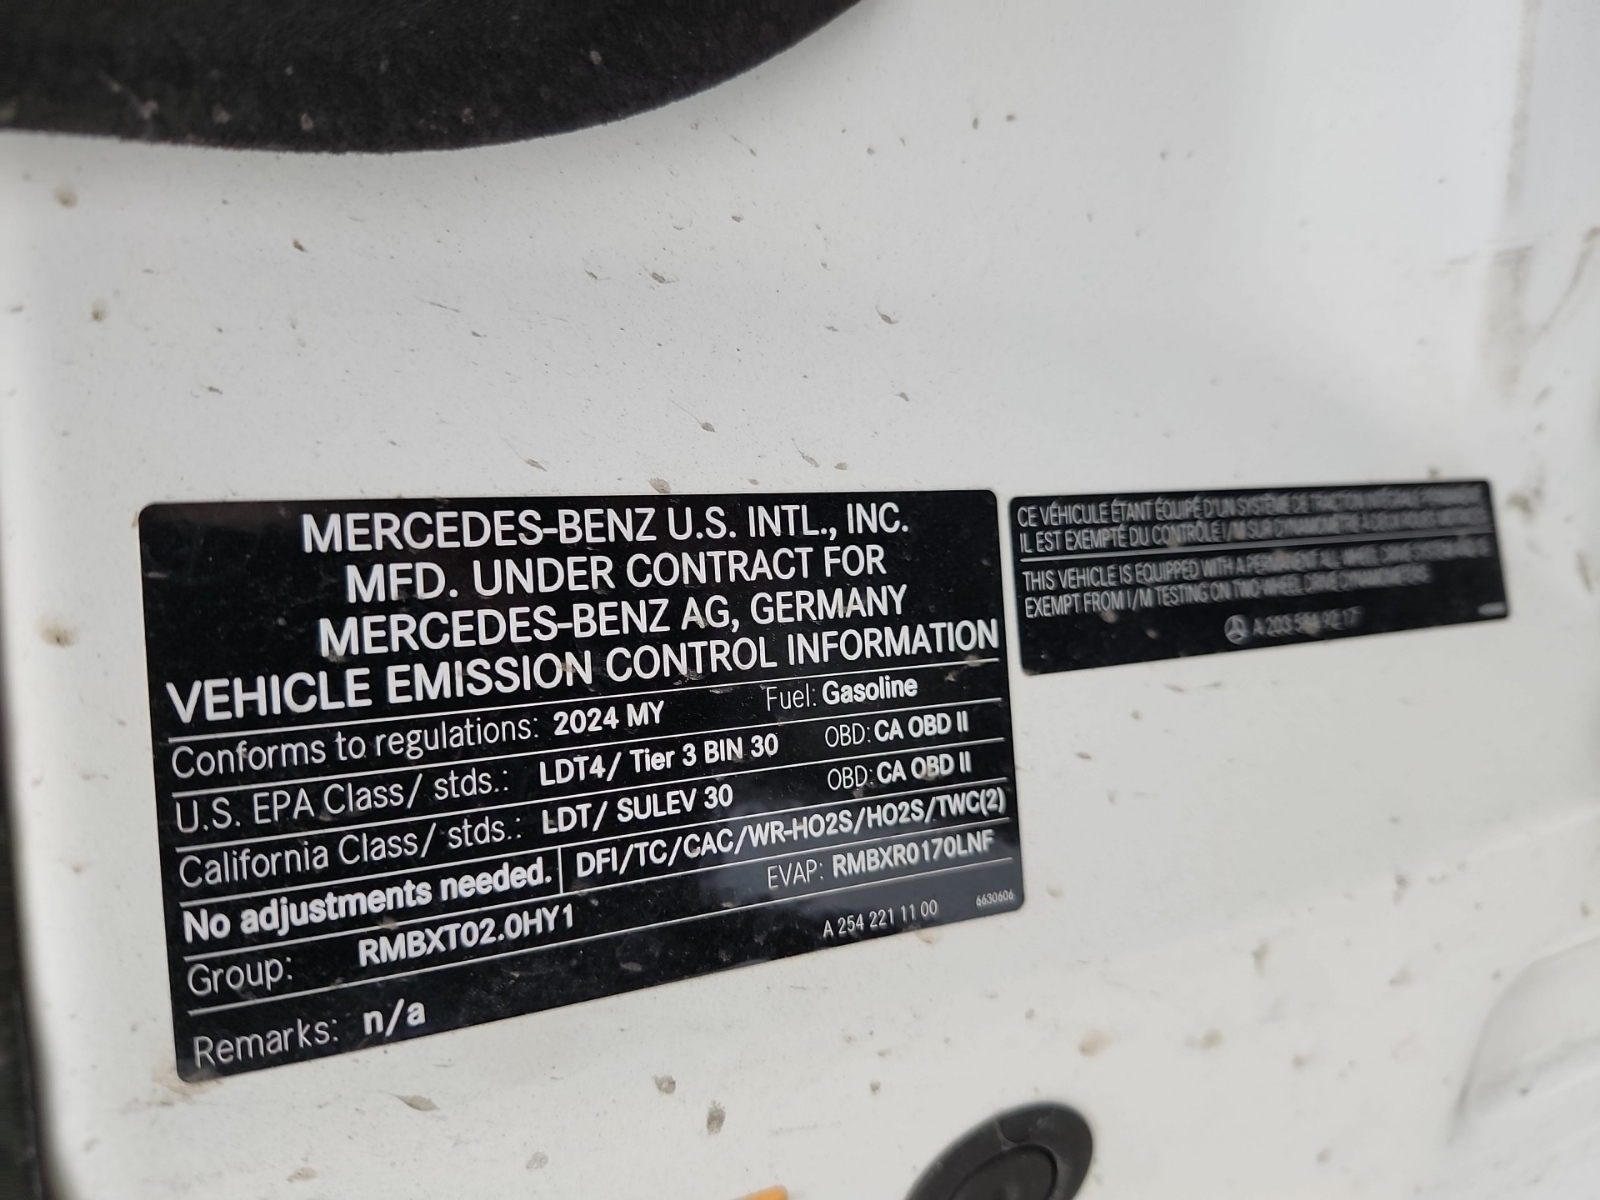 MERCEDES-BENZ U.S. INTL., INC.
MFD. UNDER CONTRACT FOR
MERCEDES-BENZ AG, GERMANY
VEHICLE EMISSION CONTROL INFORMATION
Conforms to regulations: 2024 MY Fuel: Gasoline
U.S. EPA Class/ stds.: LDT4/ Tier 3 BIN 30 OBD: CA OBD II
California Class/ stds.: LDT/ SULEV 30 OBD: CA OBD II
No adjustments needed. DFI/TC/CAC/WR-HO2S/HO2S/TWC(2)
Group: RMBXT02.0HY1 EVAP: RMBXR0170LNF
Remarks: n/a A 254 221 11 00 6630606
CE VÉHICULE ÉTANT ÉQUIPÉ D'UN SYSTÈME DE TRACTION INTÉGRALE PERMANENT
IL EST EXEMPTÉ DU CONTRÔLE I/M SUR DYNAMOMÈTRE À DEUX ROUES MOTRICES
THIS VEHICLE IS EQUIPPED WITH A PERMANENT ALL WHEEL DRIVE SYSTEM AND IS
EXEMPT FROM I/M TESTING ON TWO-WHEEL DRIVE DYNAMOMETERS
A 203 584 92 17